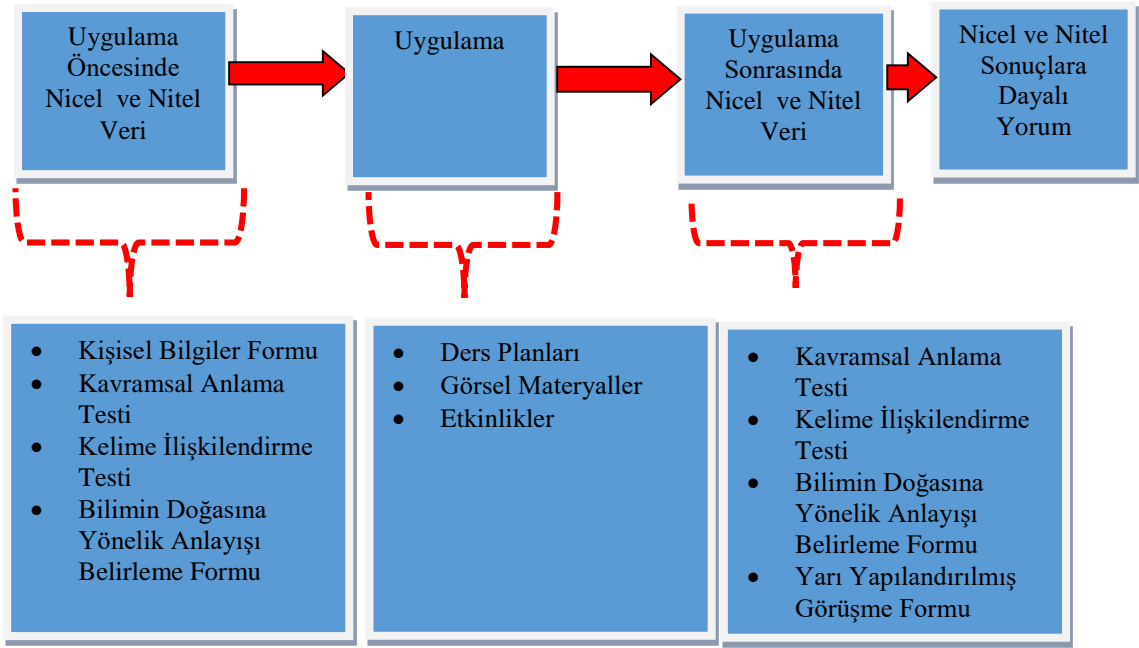 Uygulama
Öncesinde
Nicel ve Nitel
Veri
Uygulama
Uygulama
Sonrasında
Nicel ve Nitel
Veri
Nicel ve Nitel
Sonuçlara
Dayalı
Yorum
• Kişisel Bilgiler Formu
• Kavramsal Anlama
Testi
• Kelime İlişkilendirme
Testi
• Bilimin Doğasına
Yönelik Anlayışı
Belirleme Formu
• Ders Planları
• Görsel Materyaller
• Etkinlikler
• Kavramsal Anlama
Testi
• Kelime İlişkilendirme
Testi
• Bilimin Doğasına
Yönelik Anlayışı
Belirleme Formu
• Yarı Yapılandırılmış
Görüşme Formu